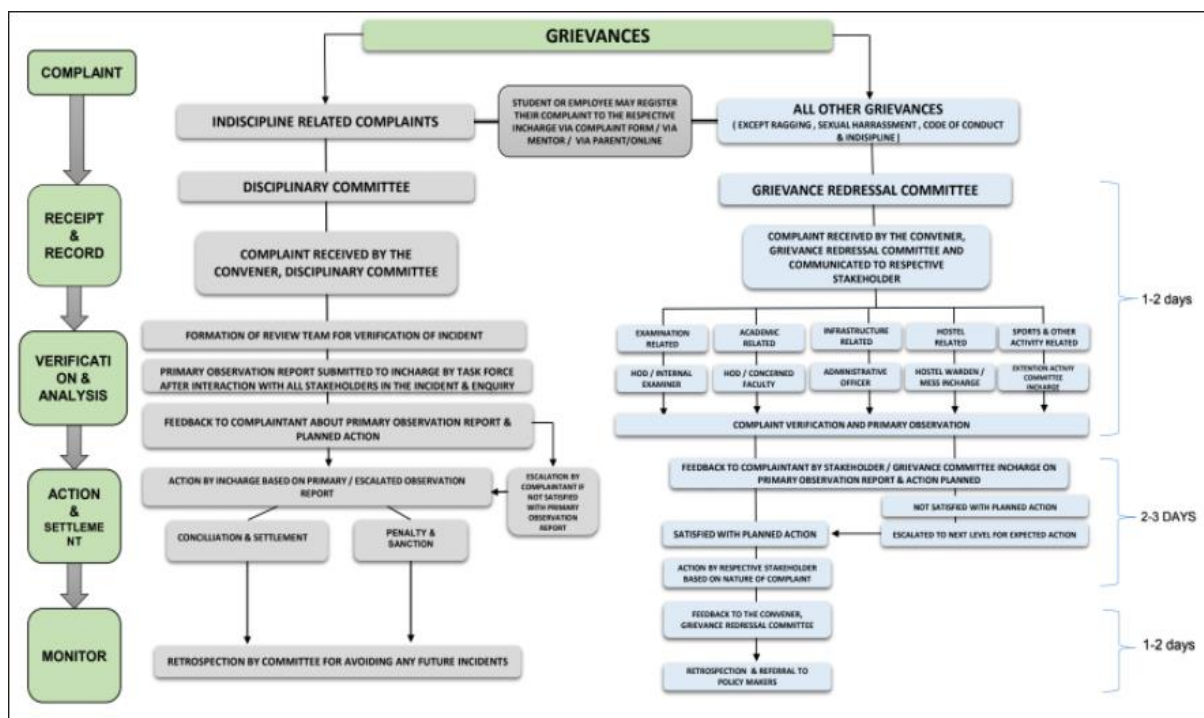 GRIEVANCES
COMPLAINT
RECEIPT
&
RECORD
VERIFICATI
ON &
ANALYSIS
ACTION
&
SETTLEME
NT
MONITOR
INDISCIPLINE RELATED COMPLAINTS
STUDENT OR EMPLOYEE MAY REGISTER
THEIR COMPLAINT TO THE RESPECTIVE
INCHARGE VIA COMPLAINT FORM / VIA
MENTOR / VIA PARENT/ONLINE
ALL OTHER GRIEVANCES
( EXCEPT RAGGING , SEXUAL HARRASSMENT , CODE OF CONDUCT
& INDISIPLINE )
DISCIPLINARY COMMITTEE
COMPLAINT RECEIVED BY THE
CONVENER, DISCIPLINARY COMMITTEE
FORMATION OF REVIEW TEAM FOR VERIFICATION OF INCIDENT
PRIMARY OBSERVATION REPORT SUBMITTED TO INCHARGE BY TASK FORCE
AFTER INTERACTION WITH ALL STAKEHOLDERS IN THE INCIDENT & ENQUIRY
FEEDBACK TO COMPLAINTANT ABOUT PRIMARY OBSERVATION REPORT &
PLANNED ACTION
ACTION BY INCHARGE BASED ON PRIMARY / ESCALATED OBSERVATION
REPORT
ESCALATION BY
COMPLAINTANT IF
NOT SATISFIED
WITH PRIMARY
OBSERVATION
REPORT
CONCILIATION & SETTLEMENT
PENALTY &
SANCTION
RETROSPECTION BY COMMITTEE FOR AVOIDING ANY FUTURE INCIDENTS
GRIEVANCE REDRESSAL COMMITTEE
COMPLAINT RECEIVED BY THE CONVENER,
GRIEVANCE REDRESSAL COMMITTEE AND
COMMUNICATED TO RESPECTIVE
STAKEHOLDER
EXAMINATION
RELATED
ACADEMIC
RELATED
INFRASTRUCTURE
RELATED
HOSTEL
RELATED
SPORTS & OTHER
ACTIVITY RELATED
HOD / INTERNAL
EXAMINER
HOD / CONCERNED
FACULTY
ADMINISTRATIVE
OFFICER
HOSTEL WARDEN /
MESS INCHARGE
EXTENTION ACTIVITY
COMMITTEE
INCHARGE
COMPLAINT VERIFICATION AND PRIMARY OBSERVATION
1-2 days
FEEDBACK TO COMPLAINTANT BY STAKEHOLDER / GRIEVANCE COMMITTEE INCHARGE ON
PRIMARY OBSERVATION REPORT & ACTION PLANNED
NOT SATISFIED WITH PLANNED ACTION
SATISFIED WITH PLANNED ACTION
ESCALATED TO NEXT LEVEL FOR EXPECTED ACTION
ACTION BY RESPECTIVE STAKEHOLDER
BASED ON NATURE OF COMPLAINT
2-3 DAYS
FEEDBACK TO THE CONVENER,
GRIEVANCE REDRESSAL COMMITTEE
RETROSPECTION & REFERRAL TO
POLICY MAKERS
1-2 days